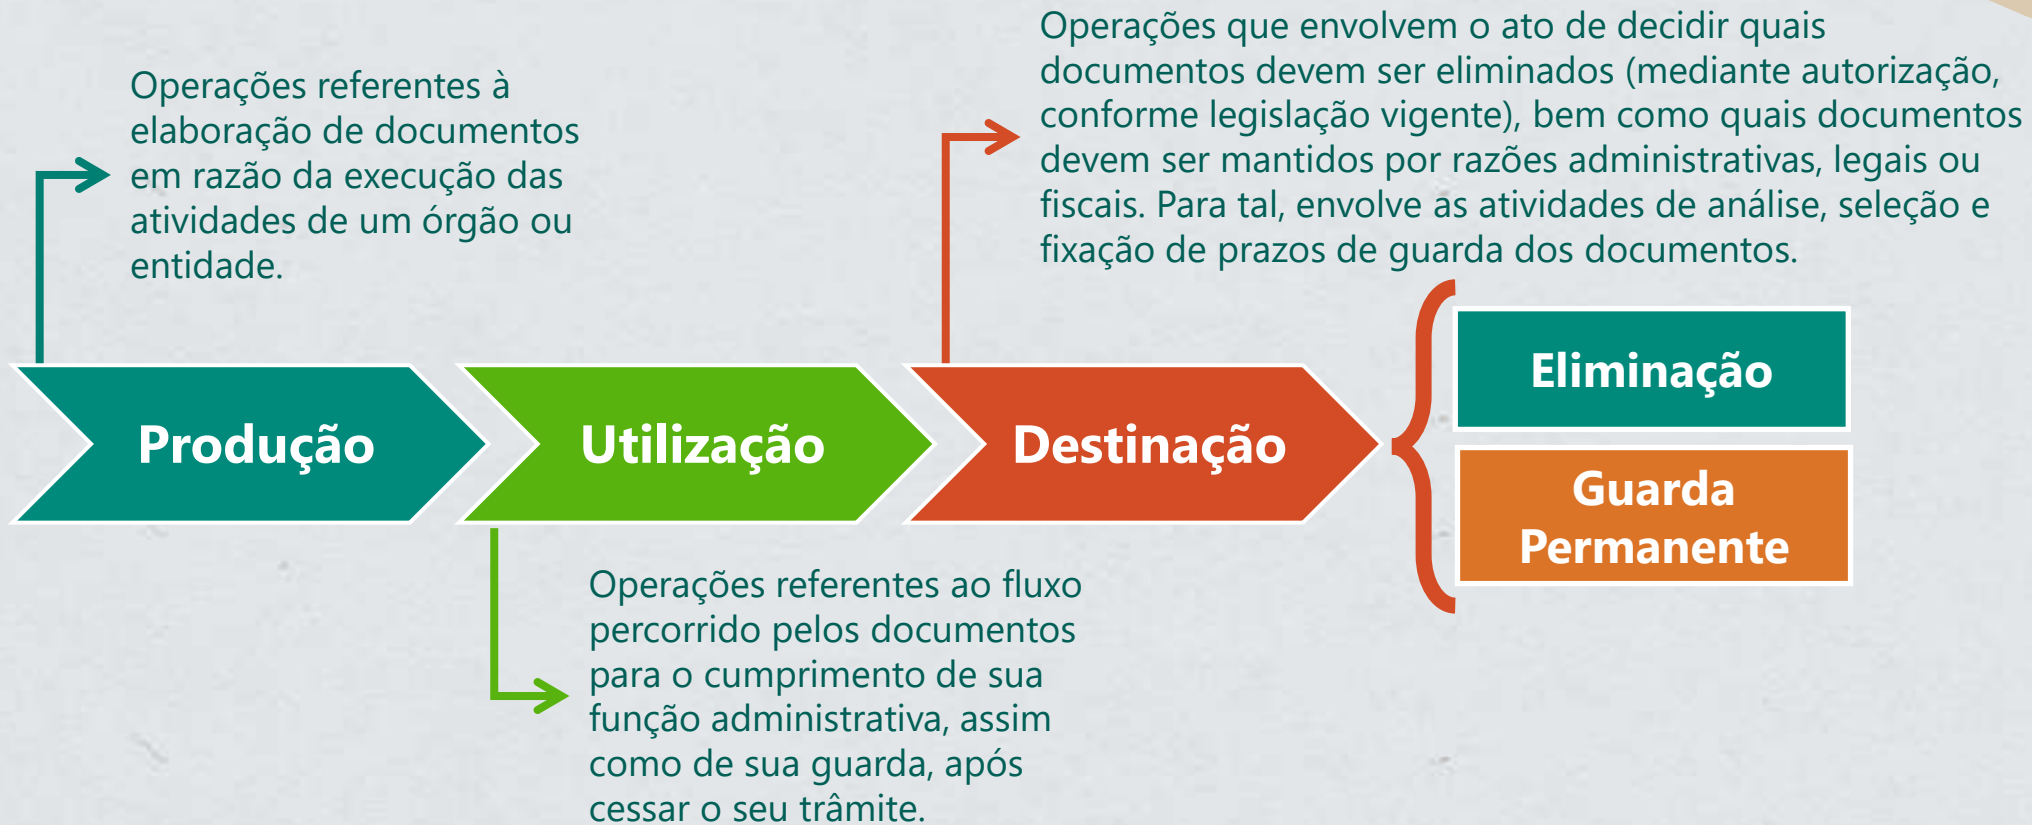 Operações referentes à
elaboração de documentos
em razão da execução das
atividades de um órgão ou
entidade.
Operações que envolvem o ato de decidir quais
documentos devem ser eliminados (mediante autorização,
conforme legislação vigente), bem como quais documentos
devem ser mantidos por razões administrativas, legais ou
fiscais. Para tal, envolve as atividades de análise, seleção e
fixação de prazos de guarda dos documentos.
Produção
Utilização
Destinação
Eliminação
Guarda
Permanente
Operações referentes ao fluxo
percorrido pelos documentos
para o cumprimento de sua
função administrativa, assim
como de sua guarda, após
cessar o seu trâmite.